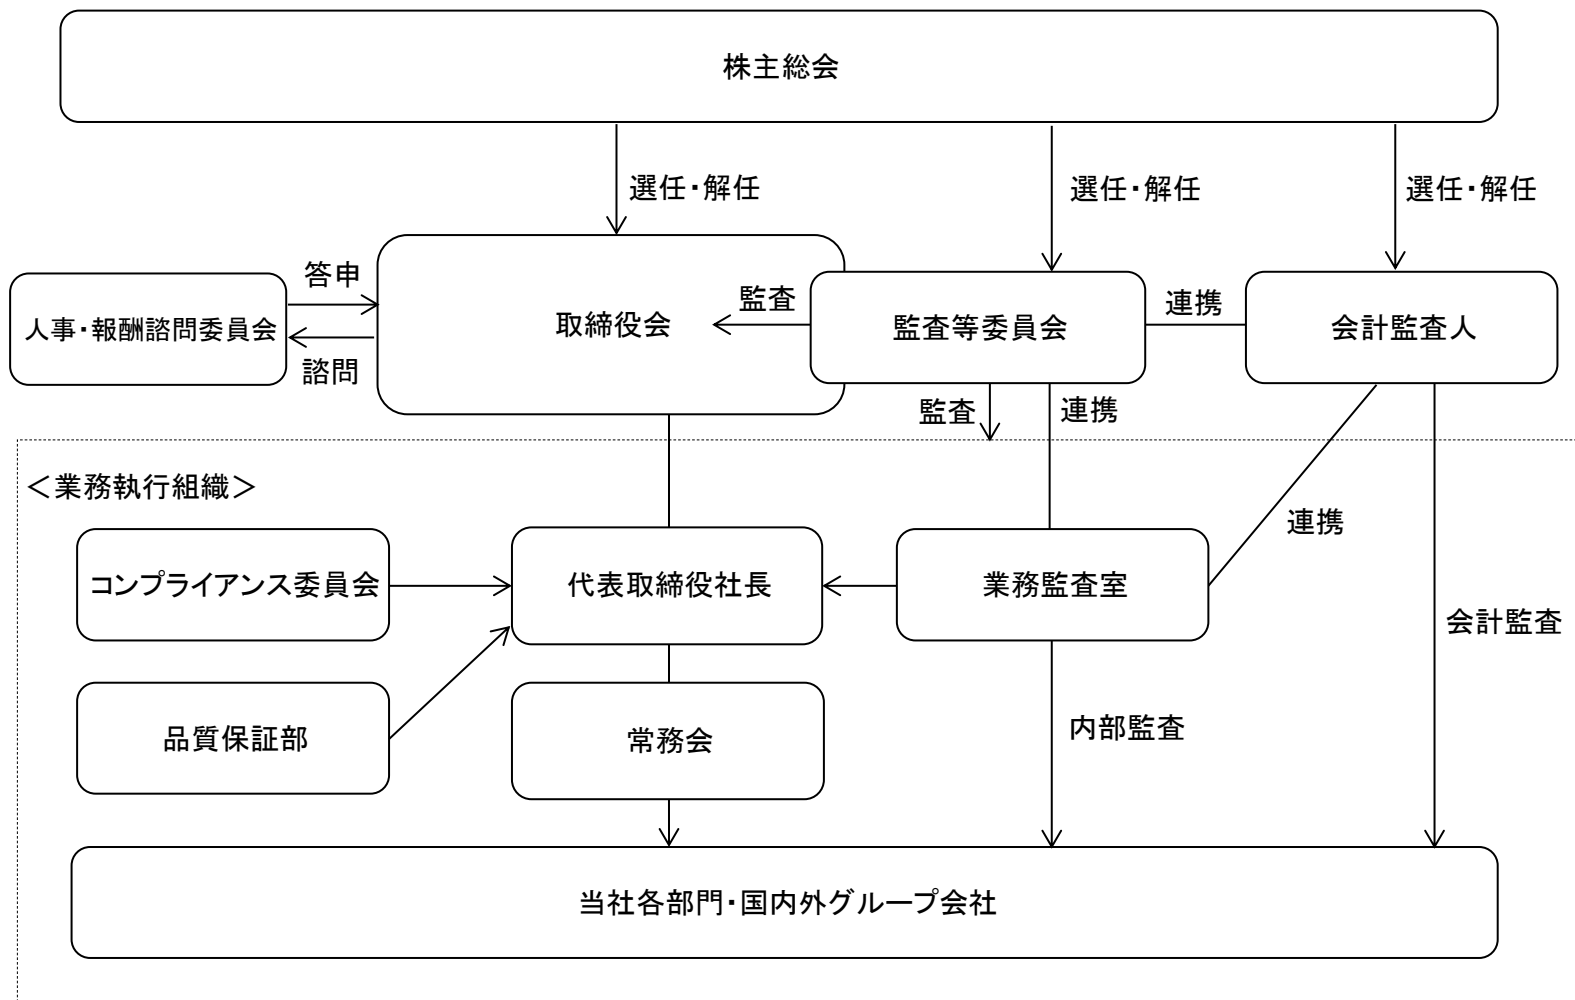 株主総会
選任・解任
選任・解任
選任・解任
答申
人事・報酬諮問委員会
諮問
取締役会
監査
監査等委員会
連携
会計監査人
監査
連携
＜業務執行組織＞
連携
コンプライアンス委員会
代表取締役社長
業務監査室
会計監査
品質保証部
常務会
内部監査
当社各部門・国内外グループ会社